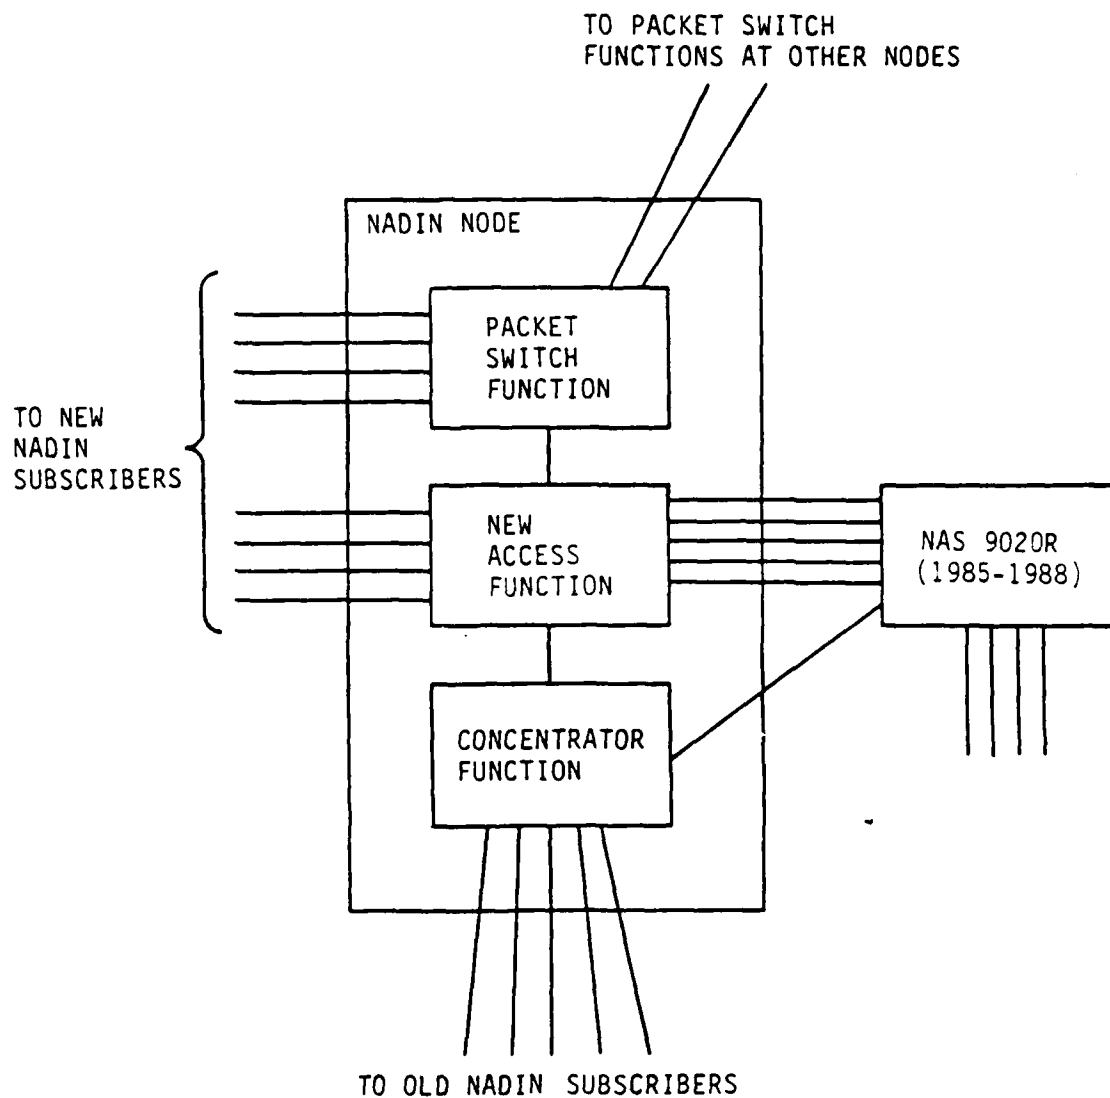 TO PACKET SWITCH
FUNCTIONS AT OTHER NODES
NADIN NODE
PACKET
SWITCH
FUNCTION
TO NEW
NADIN
SUBSCRIBERS
NEW
ACCESS
FUNCTION
NAS 9020R
(1985-1988)
CONCENTRATOR
FUNCTION
TO OLD NADIN SUBSCRIBERS